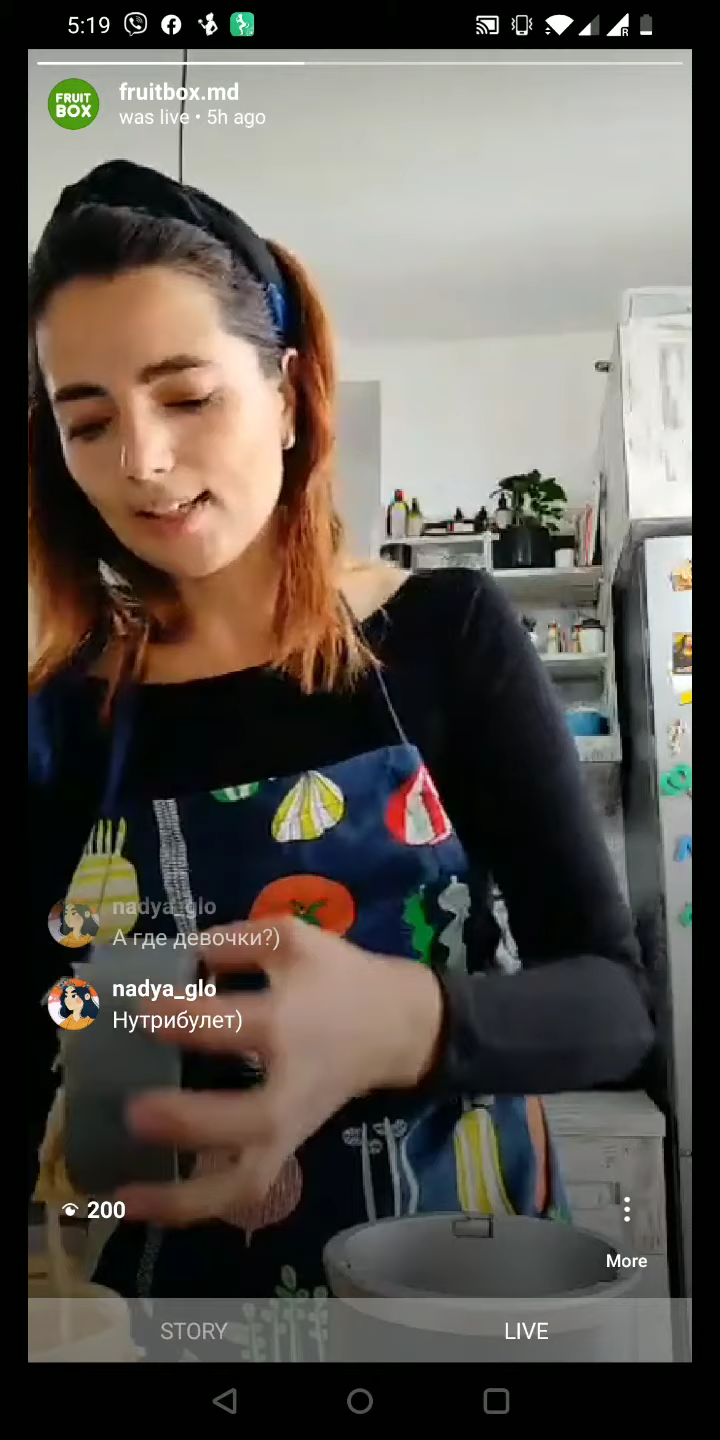 5:19
R
FRUIT
BOX
fruitbox.md
was live • 5h ago
nadya_glo
А где девочки?)
nadya_glo
Нутрибулет)
200
More
STORY
LIVE